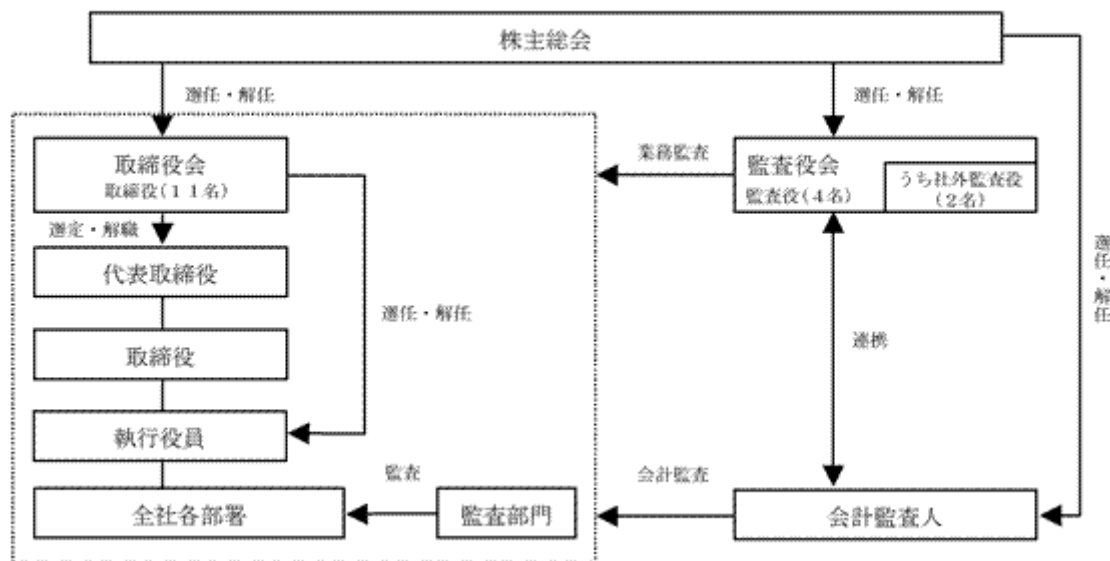 株主総会
選任・解任
選任・解任
取締役会
取締役(11名)
業務監査
監査役会
監査役(4名)
うち社外監査役
(2名)
選定・解職
代表取締役
選任・解任
選任・解任
取締役
連携
執行役員
監査
会計監査
全社各部署
監査部門
会計監査人